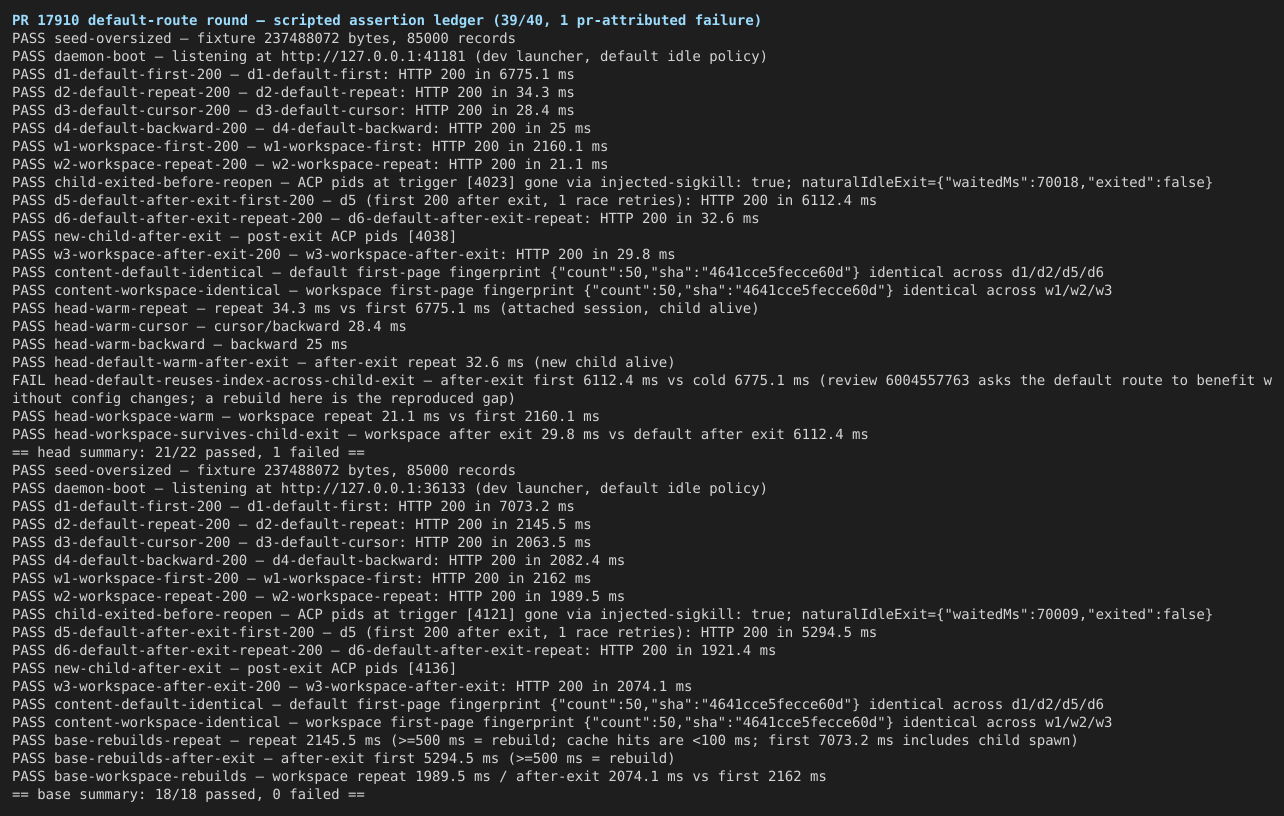 PR 17910 default-route round — scripted assertion ledger (39/40, 1 pr-attributed failure)
PASS seed-oversized — fixture 237488072 bytes, 85000 records
PASS daemon-boot — listening at http://127.0.0.1:41181 (dev launcher, default idle policy)
PASS d1-default-first-200 — d1-default-first: HTTP 200 in 6775.1 ms
PASS d2-default-repeat-200 — d2-default-repeat: HTTP 200 in 34.3 ms
PASS d3-default-cursor-200 — d3-default-cursor: HTTP 200 in 28.4 ms
PASS d4-default-backward-200 — d4-default-backward: HTTP 200 in 25 ms
PASS w1-workspace-first-200 — w1-workspace-first: HTTP 200 in 2160.1 ms
PASS w2-workspace-repeat-200 — w2-workspace-repeat: HTTP 200 in 21.1 ms
PASS child-exited-before-reopen — ACP pids at trigger [4023] gone via injected-sigkill: true; naturalIdleExit={"waitedMs":70018,"exited":false}
PASS d5-default-after-exit-first-200 — d5 (first 200 after exit, 1 race retries): HTTP 200 in 6112.4 ms
PASS d6-default-after-exit-repeat-200 — d6-default-after-exit-repeat: HTTP 200 in 32.6 ms
PASS new-child-after-exit — post-exit ACP pids [4038]
PASS w3-workspace-after-exit-200 — w3-workspace-after-exit: HTTP 200 in 29.8 ms
PASS content-default-identical — default first-page fingerprint {"count":50,"sha":"4641cce5fecce60d"} identical across d1/d2/d5/d6
PASS content-workspace-identical — workspace first-page fingerprint {"count":50,"sha":"4641cce5fecce60d"} identical across w1/w2/w3
PASS head-warm-repeat — repeat 34.3 ms vs first 6775.1 ms (attached session, child alive)
PASS head-warm-cursor — cursor/backward 28.4 ms
PASS head-warm-backward — backward 25 ms
PASS head-default-warm-after-exit — after-exit repeat 32.6 ms (new child alive)
FAIL head-default-reuses-index-across-child-exit — after-exit first 6112.4 ms vs cold 6775.1 ms (review 6004557763 asks the default route to benefit w
ithout config changes; a rebuild here is the reproduced gap)
PASS head-workspace-warm — workspace repeat 21.1 ms vs first 2160.1 ms
PASS head-workspace-survives-child-exit — workspace after exit 29.8 ms vs default after exit 6112.4 ms
== head summary: 21/22 passed, 1 failed ==
PASS seed-oversized — fixture 237488072 bytes, 85000 records
PASS daemon-boot — listening at http://127.0.0.1:36133 (dev launcher, default idle policy)
PASS d1-default-first-200 — d1-default-first: HTTP 200 in 7073.2 ms
PASS d2-default-repeat-200 — d2-default-repeat: HTTP 200 in 2145.5 ms
PASS d3-default-cursor-200 — d3-default-cursor: HTTP 200 in 2063.5 ms
PASS d4-default-backward-200 — d4-default-backward: HTTP 200 in 2082.4 ms
PASS w1-workspace-first-200 — w1-workspace-first: HTTP 200 in 2162 ms
PASS w2-workspace-repeat-200 — w2-workspace-repeat: HTTP 200 in 1989.5 ms
PASS child-exited-before-reopen — ACP pids at trigger [4121] gone via injected-sigkill: true; naturalIdleExit={"waitedMs":70009,"exited":false}
PASS d5-default-after-exit-first-200 — d5 (first 200 after exit, 1 race retries): HTTP 200 in 5294.5 ms
PASS d6-default-after-exit-repeat-200 — d6-default-after-exit-repeat: HTTP 200 in 1921.4 ms
PASS new-child-after-exit — post-exit ACP pids [4136]
PASS w3-workspace-after-exit-200 — w3-workspace-after-exit: HTTP 200 in 2074.1 ms
PASS content-default-identical — default first-page fingerprint {"count":50,"sha":"4641cce5fecce60d"} identical across d1/d2/d5/d6
PASS content-workspace-identical — workspace first-page fingerprint {"count":50,"sha":"4641cce5fecce60d"} identical across w1/w2/w3
PASS base-rebuilds-repeat — repeat 2145.5 ms (>=500 ms = rebuild; cache hits are <100 ms; first 7073.2 ms includes child spawn)
PASS base-rebuilds-after-exit — after-exit first 5294.5 ms (>=500 ms = rebuild)
PASS base-workspace-rebuilds — workspace repeat 1989.5 ms / after-exit 2074.1 ms vs first 2162 ms
== base summary: 18/18 passed, 0 failed ==